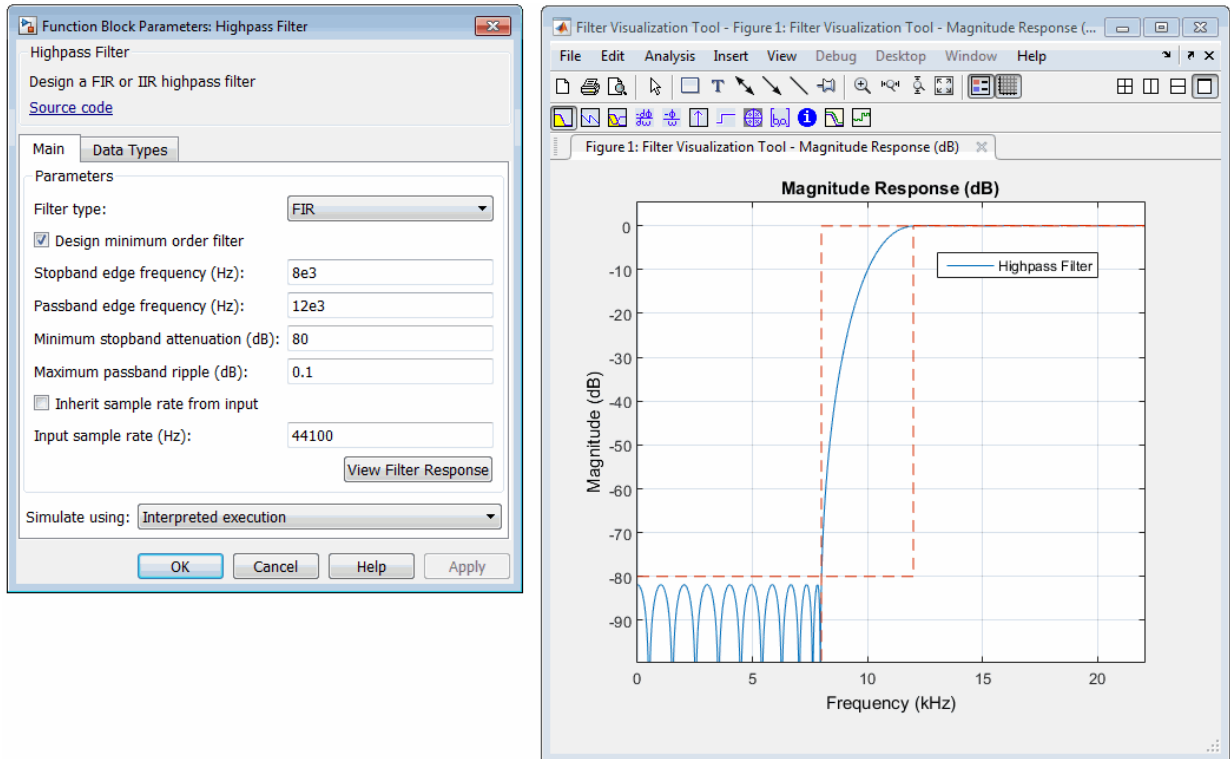 Function Block Parameters: Highpass Filter
Highpass Filter
Design a FIR or IIR highpass filter
Source code
Main Data Types
Parameters
Filter type: FIR
Design minimum order filter
Stopband edge frequency (Hz): 8e3
Passband edge frequency (Hz): 12e3
Minimum stopband attenuation (dB): 80
Maximum passband ripple (dB): 0.1
Inherit sample rate from input
Input sample rate (Hz): 44100
View Filter Response
Simulate using: Interpreted execution
OK Cancel Help Apply
Filter Visualization Tool - Figure 1: Filter Visualization Tool - Magnitude Response (...
File Edit Analysis Insert View Debug Desktop Window Help
Figure 1: Filter Visualization Tool - Magnitude Response (dB)
Magnitude Response (dB)
0
-10
-20
-30
-40
-50
-60
-70
-80
-90
Magnitude (dB)
Highpass Filter
0 5 10 15 20
Frequency (kHz)